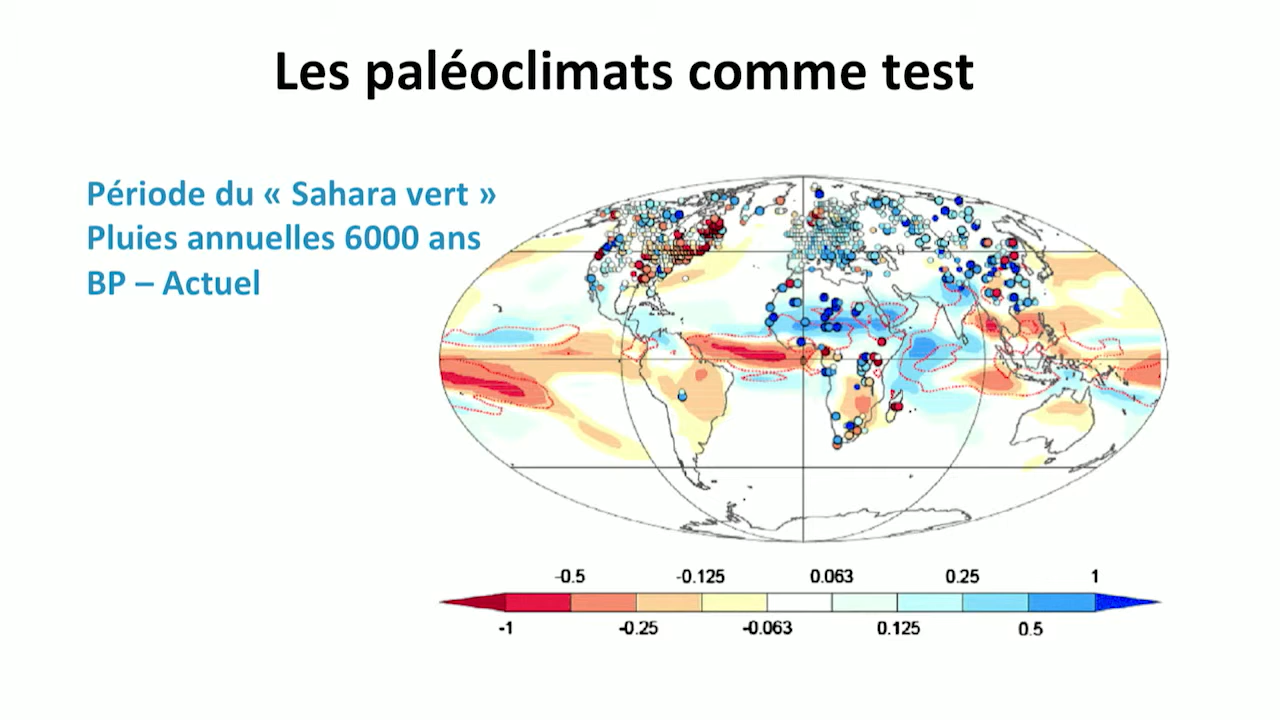 Les paléoclimats comme test
Période du « Sahara vert »
Pluies annuelles 6000 ans
BP – Actuel
-0.5 -0.125 0.063 0.25 1
-1 -0.25 -0.063 0.125 0.5